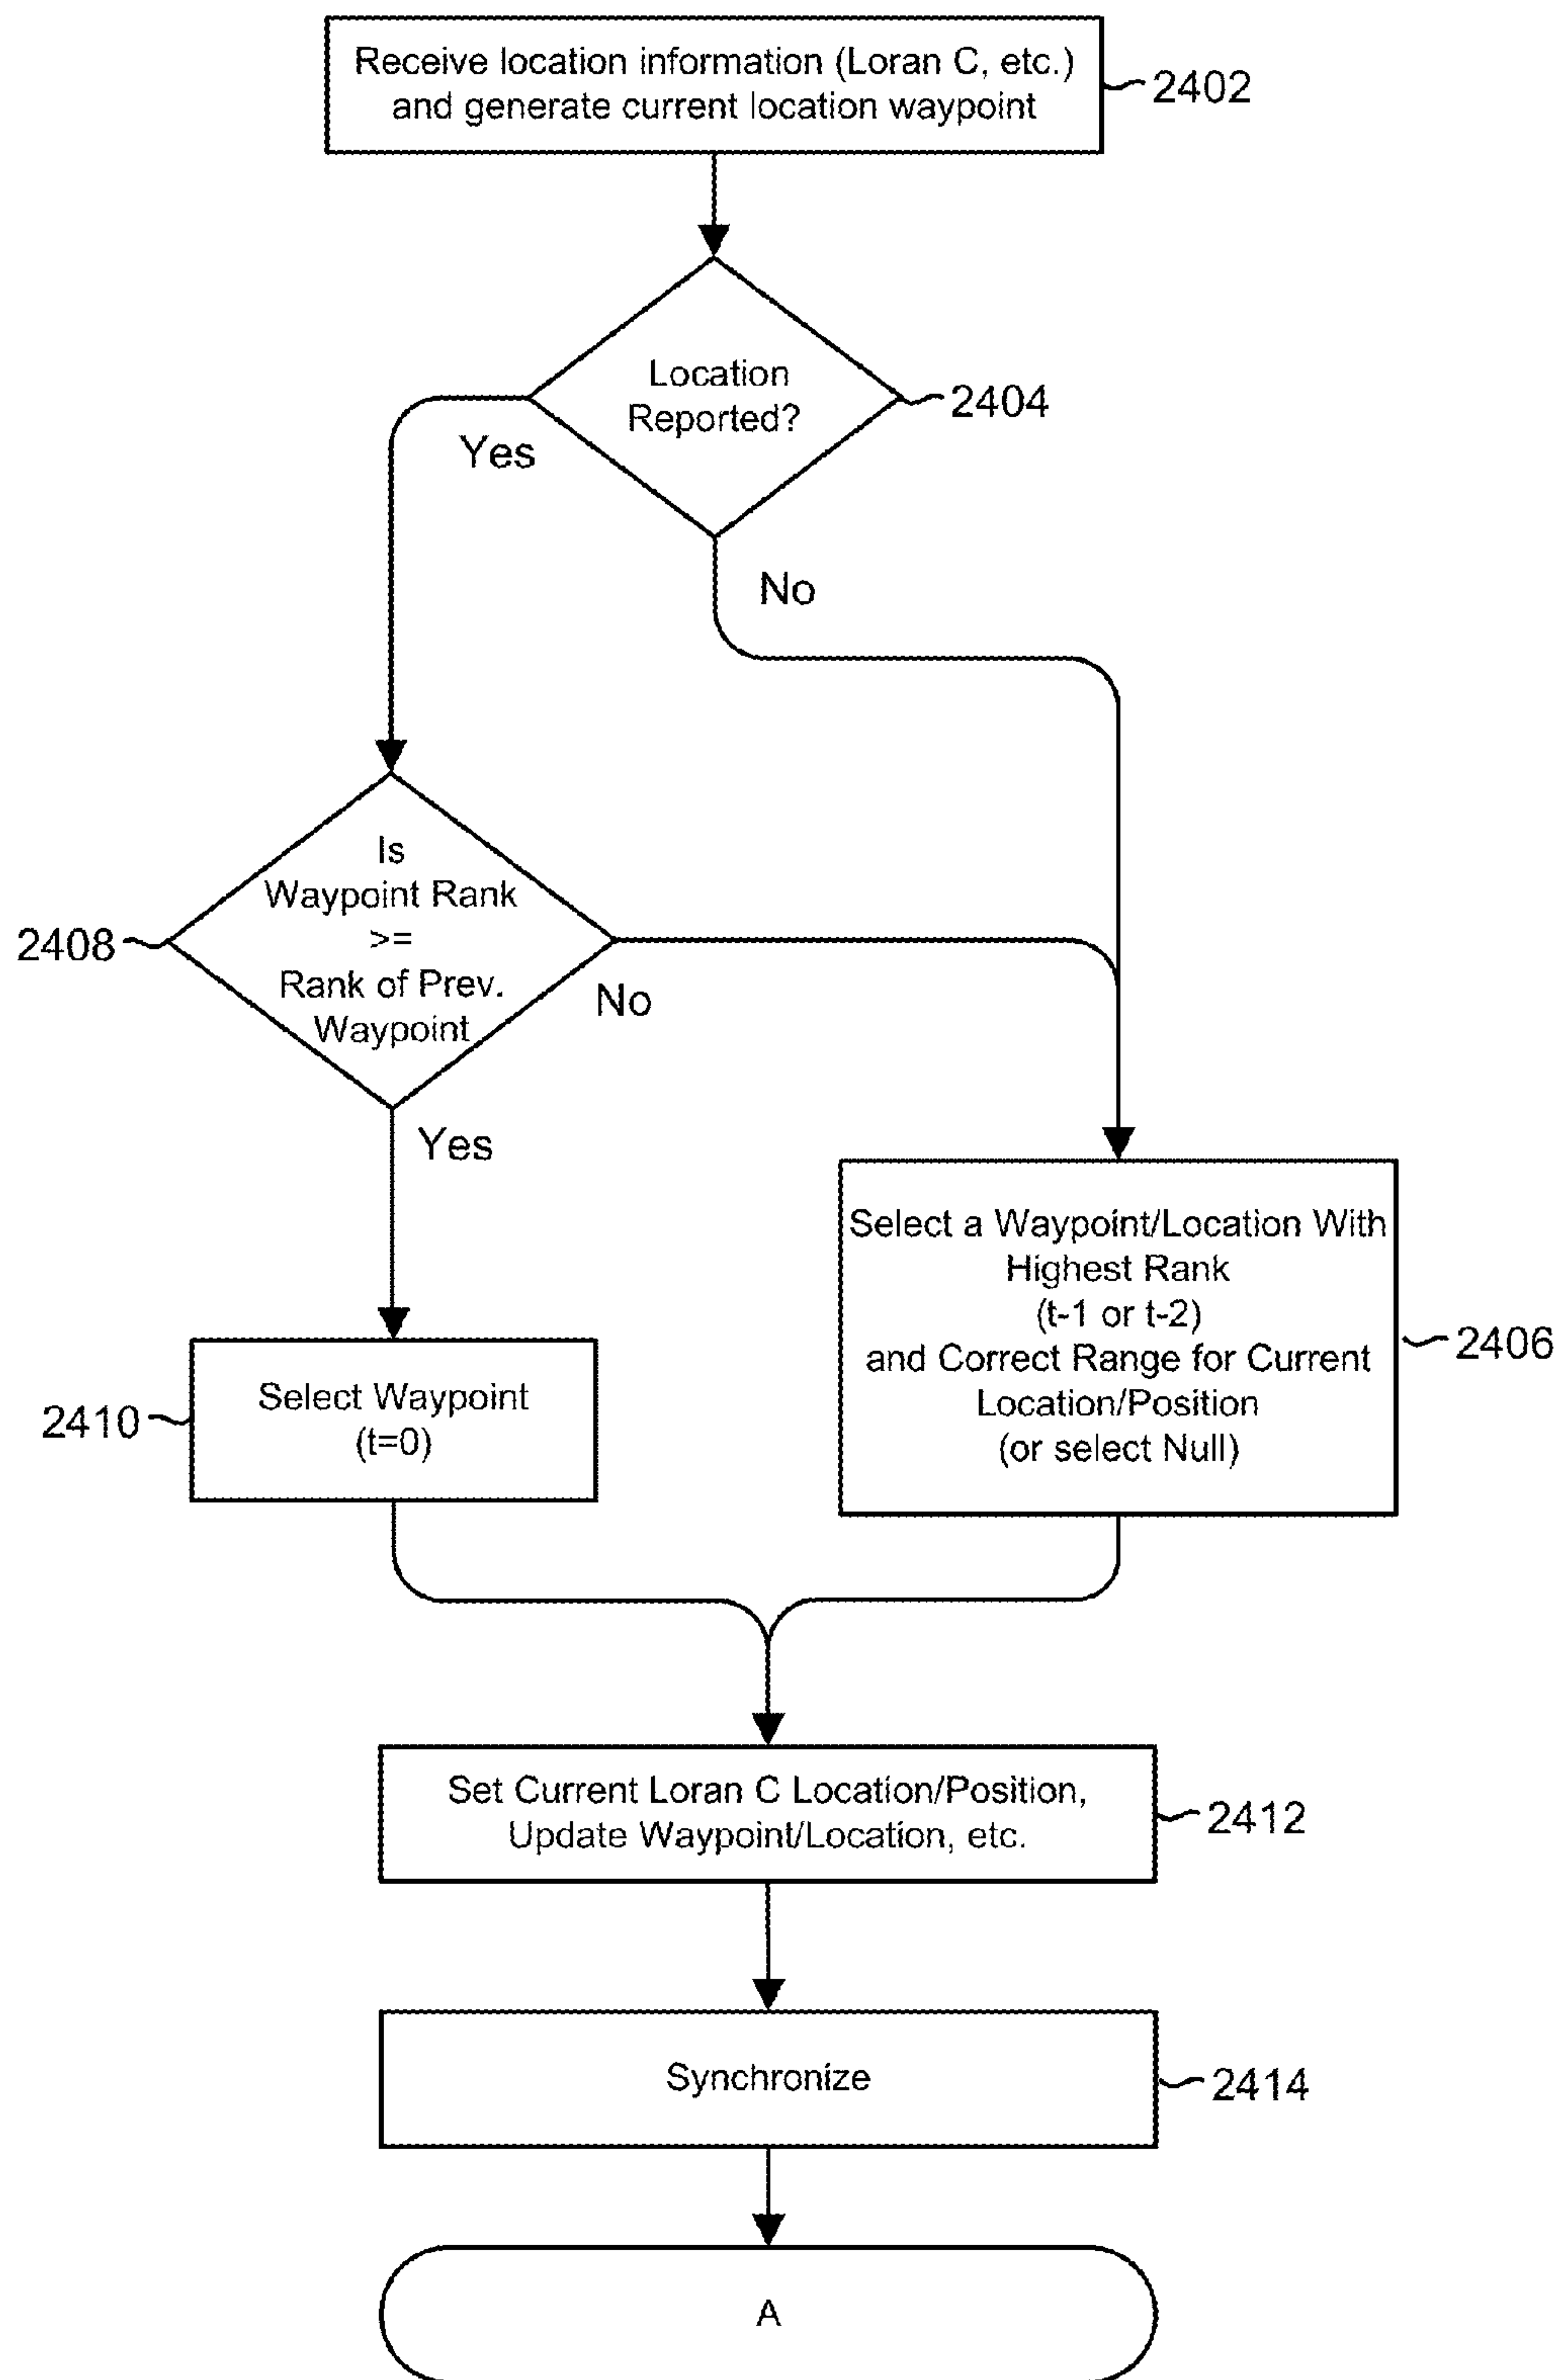 Receive location information (Loran C, etc.)
and generate current location waypoint
2402
Location
Reported?
2404
Yes
No
Is
Waypoint Rank
>=
Rank of Prev.
Waypoint
2408
No
Yes
Select a Waypoint/Location With
Highest Rank
(t-1 or t-2)
and Correct Range for Current
Location/Position
(or select Null)
2406
Select Waypoint
(t=0)
2410
Set Current Loran C Location/Position,
Update Waypoint/Location, etc.
2412
Synchronize
2414
A